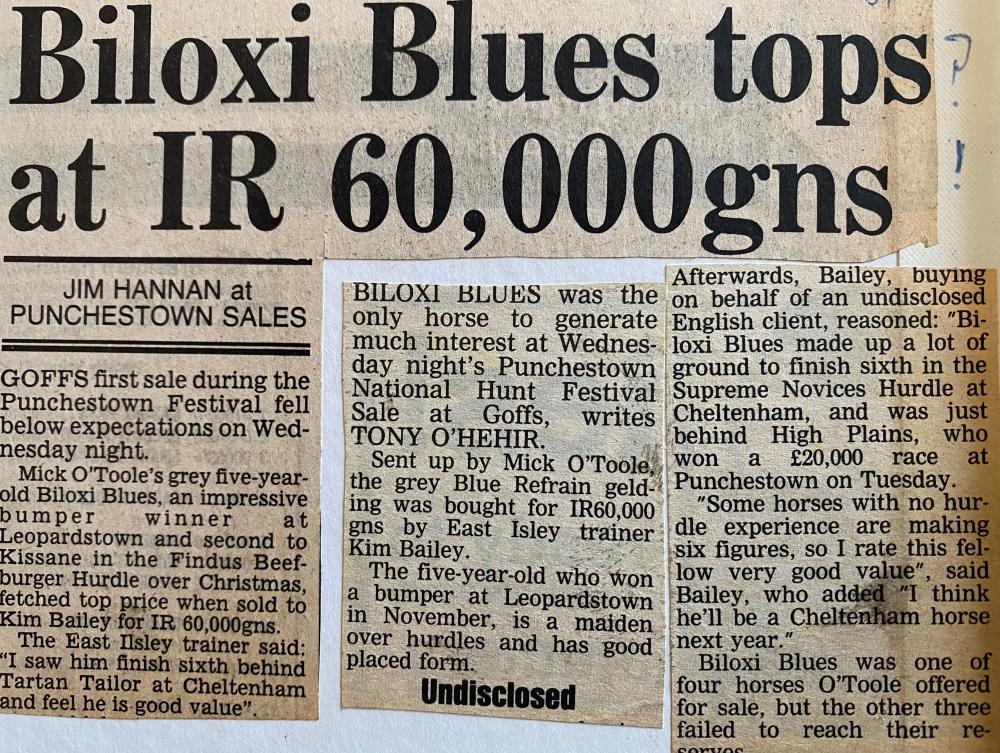 Biloxi Blues tops
at IR 60,000gns
? !
JIM HANNAN at
PUNCHESTOWN SALES
GOFFS first sale during the
Punchestown Festival fell
below expectations on Wed-
nesday night.
Mick O'Toole's grey five-year-
old Biloxi Blues, an impressive
bumper winner at
Leopardstown and second to
Kissane in the Findus Beef-
burger Hurdle over Christmas,
fetched top price when sold to
Kim Bailey for IR 60,000gns.
The East Ilsley trainer said:
"I saw him finish sixth behind
Tartan Tailor at Cheltenham
and feel he is good value".
BILOXI BLUES was the
only horse to generate
much interest at Wednes-
day night's Punchestown
National Hunt Festival
Sale at Goffs, writes
TONY O'HEHIR.
Sent up by Mick O'Toole,
the grey Blue Refrain geld-
ing was bought for IR60,000
gns by East Isley trainer
Kim Bailey.
The five-year-old who won
a bumper at Leopardstown
in November, is a maiden
over hurdles and has good
placed form.
Undisclosed
Afterwards, Bailey, buying
on behalf of an undisclosed
English client, reasoned: "Bi-
loxi Blues made up a lot of
ground to finish sixth in the
Supreme Novices Hurdle at
Cheltenham, and was just
behind High Plains, who
won a £20,000 race at
Punchestown on Tuesday.
"Some horses with no hur-
dle experience are making
six figures, so I rate this fel-
low very good value", said
Bailey, who added "I think
he'll be a Cheltenham horse
next year."
Biloxi Blues was one of
four horses O'Toole offered
for sale, but the other three
failed to reach their re-
serves.